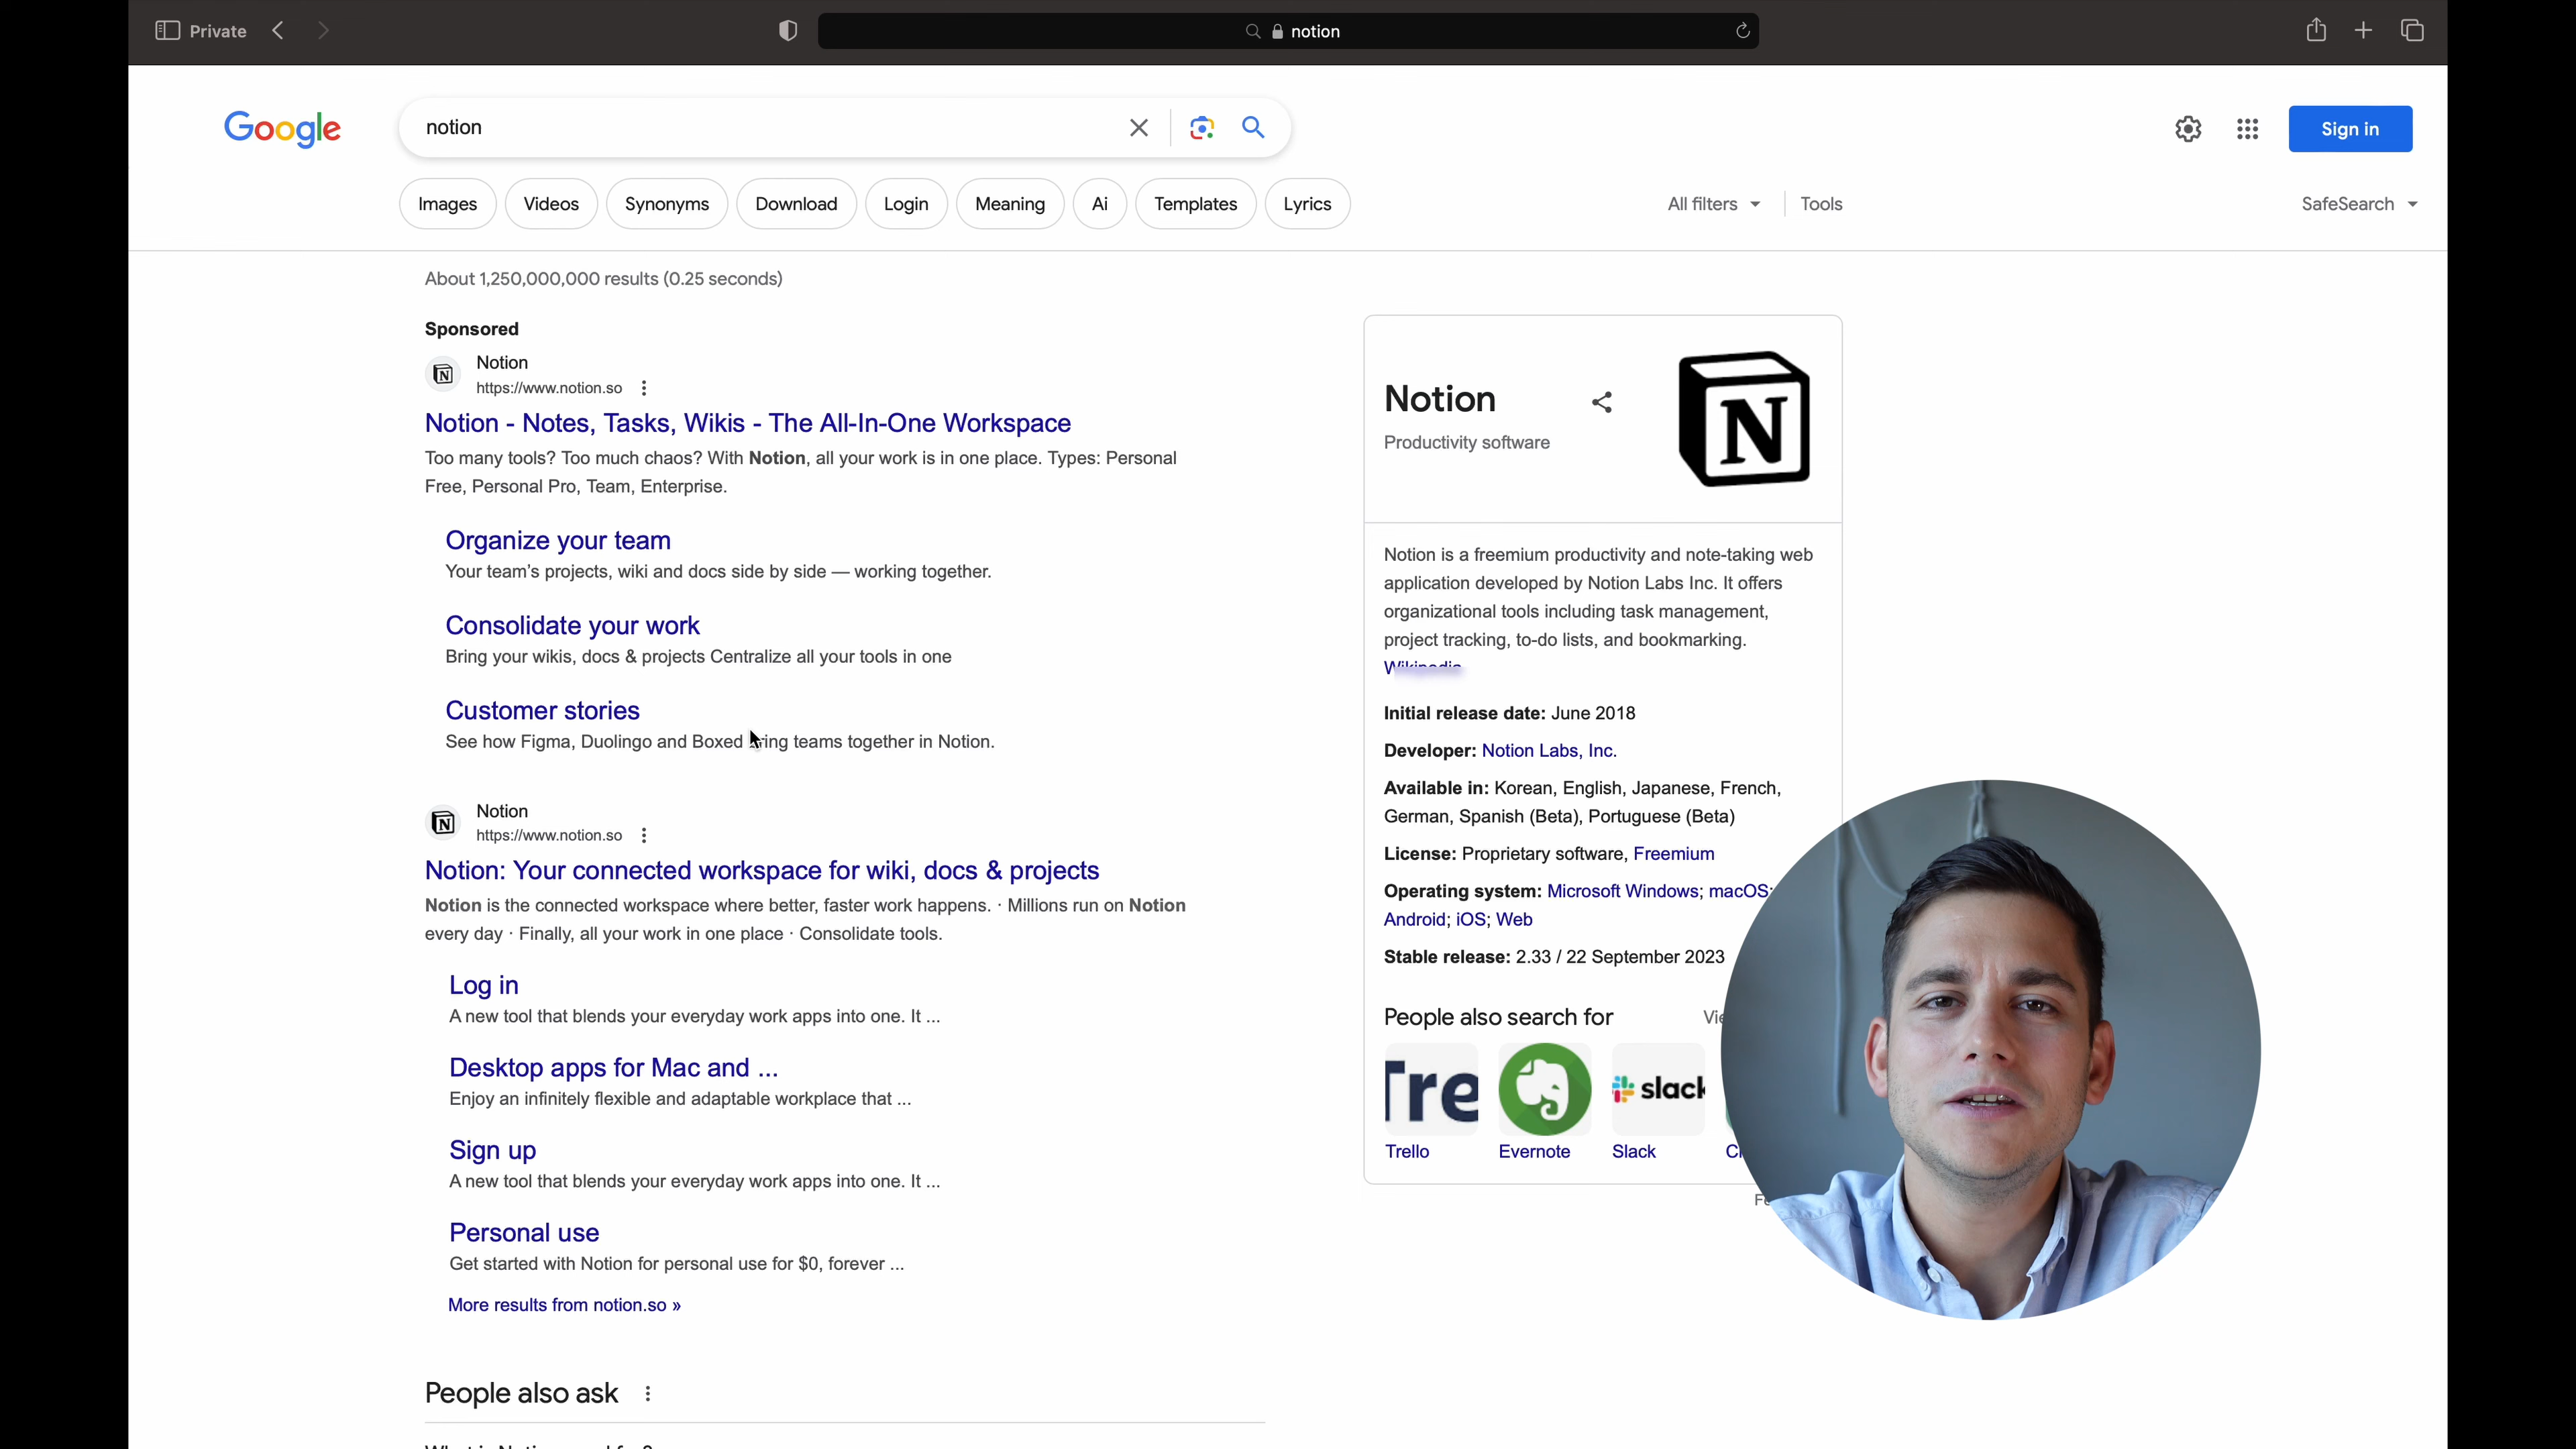 Private
notion
Google
notion
Sign in
Images
Videos
Synonyms
Download
Login
Meaning
Ai
Templates
Lyrics
All filters
Tools
SafeSearch
About 1,250,000,000 results (0.25 seconds)
Sponsored
Notion
https://www.notion.so
Notion - Notes, Tasks, Wikis - The All-In-One Workspace
Too many tools? Too much chaos? With Notion, all your work is in one place. Types: Personal
Free, Personal Pro, Team, Enterprise.
Organize your team
Your team's projects, wiki and docs side by side — working together.
Consolidate your work
Bring your wikis, docs & projects Centralize all your tools in one
Customer stories
See how Figma, Duolingo and Boxed bring teams together in Notion.
Notion
https://www.notion.so
Notion: Your connected workspace for wiki, docs & projects
Notion is the connected workspace where better, faster work happens. · Millions run on Notion
every day · Finally, all your work in one place · Consolidate tools.
Log in
A new tool that blends your everyday work apps into one. It ...
Desktop apps for Mac and ...
Enjoy an infinitely flexible and adaptable workplace that ...
Sign up
A new tool that blends your everyday work apps into one. It ...
Personal use
Get started with Notion for personal use for $0, forever ...
More results from notion.so »
People also ask
Notion
Productivity software
N
Notion is a freemium productivity and note-taking web
application developed by Notion Labs Inc. It offers
organizational tools including task management,
project tracking, to-do lists, and bookmarking.
Wikipedia
Initial release date: June 2018
Developer: Notion Labs, Inc.
Available in: Korean, English, Japanese, French,
German, Spanish (Beta), Portuguese (Beta)
License: Proprietary software, Freemium
Operating system: Microsoft Windows; macOS;
Android; iOS; Web
Stable release: 2.33 / 22 September 2023
People also search for
Tre
slack
Trello
Evernote
Slack